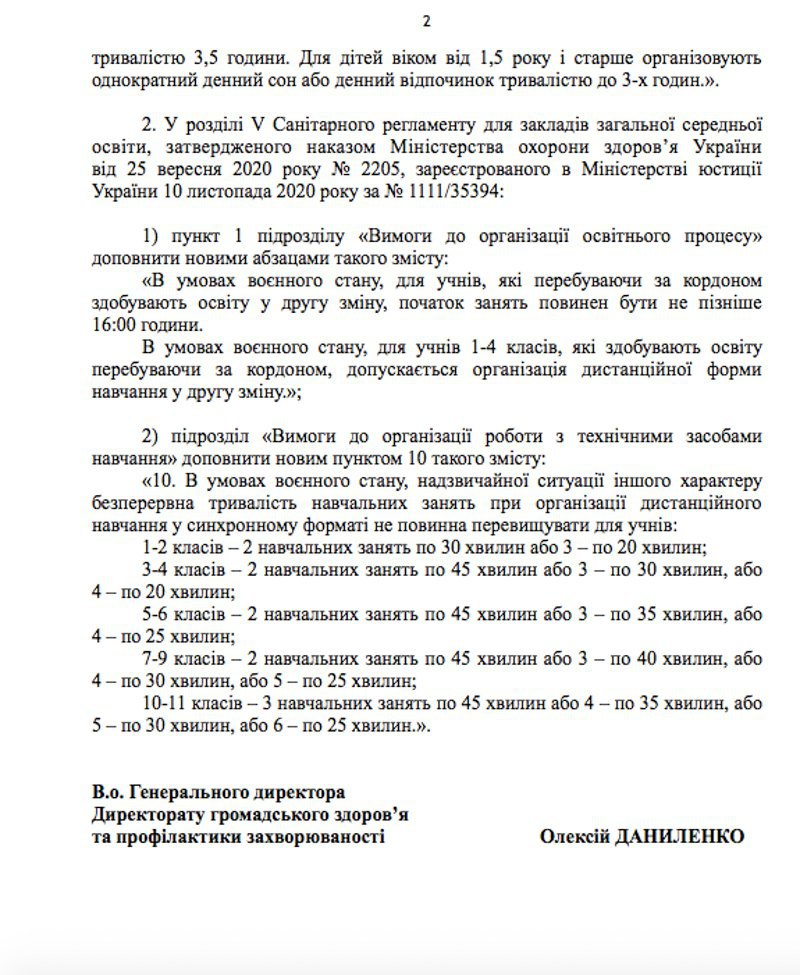 2
тривалістю 3,5 години. Для дітей віком від 1,5 року і старше організовують
однократний денний сон або денний відпочинок тривалістю до 3-х годин.».
2. У розділі V Санітарного регламенту для закладів загальної середньої
освіти, затвердженого наказом Міністерства охорони здоров’я України
від 25 вересня 2020 року № 2205, зареєстрованого в Міністерстві юстиції
України 10 листопада 2020 року за № 1111/35394:
1) пункт 1 підрозділу «Вимоги до організації освітнього процесу»
доповнити новими абзацами такого змісту:
«В умовах воєнного стану, для учнів, які перебуваючи за кордоном
здобувають освіту у другу зміну, початок занять повинен бути не пізніше
16:00 години.
В умовах воєнного стану, для учнів 1-4 класів, які здобувають освіту
перебуваючи за кордоном, допускається організація дистанційної форми
навчання у другу зміну.»;
2) підрозділ «Вимоги до організації роботи з технічними засобами
навчання» доповнити новим пунктом 10 такого змісту:
«10. В умовах воєнного стану, надзвичайної ситуації іншого характеру
безперервна тривалість навчальних занять при організації дистанційного
навчання у синхронному форматі не повинна перевищувати для учнів:
1-2 класів – 2 навчальних занять по 30 хвилин або 3 – по 20 хвилин;
3-4 класів – 2 навчальних занять по 45 хвилин або 3 – по 30 хвилин, або
4 – по 20 хвилин;
5-6 класів – 2 навчальних занять по 45 хвилин або 3 – по 35 хвилин, або
4 – по 25 хвилин;
7-9 класів – 2 навчальних занять по 45 хвилин або 3 – по 40 хвилин, або
4 – по 30 хвилин, або 5 – по 25 хвилин;
10-11 класів – 3 навчальних занять по 45 хвилин або 4 – по 35 хвилин, або
5 – по 30 хвилин, або 6 – по 25 хвилин.».
В.о. Генерального директора
Директорату громадського здоров’я
та профілактики захворюваності Олексій ДАНИЛЕНКО